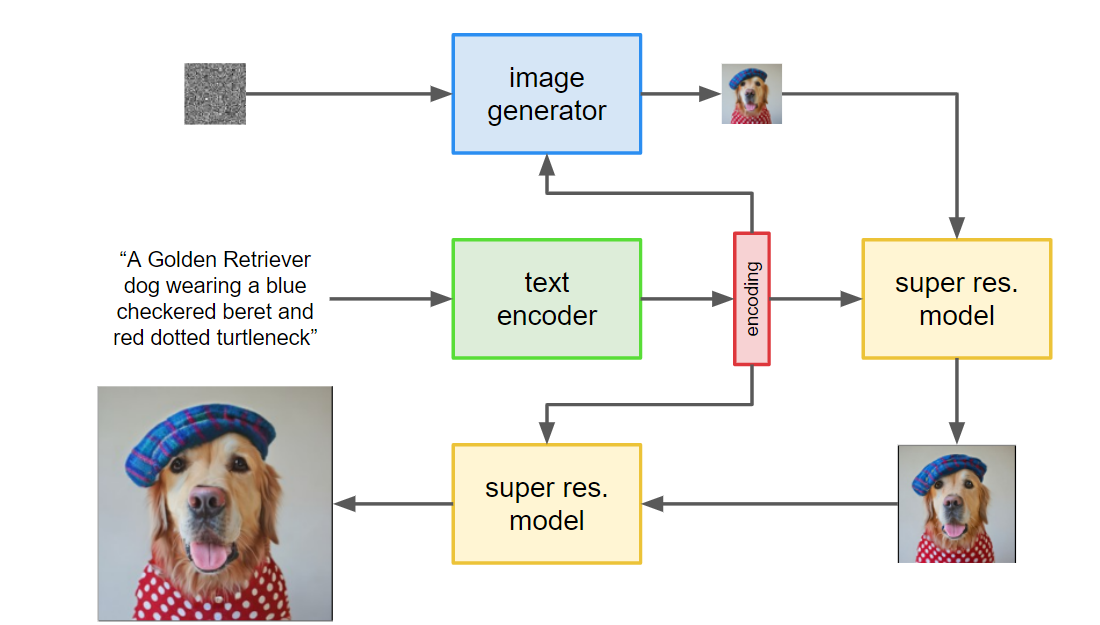 image
generator
“A Golden Retriever
dog wearing a blue
checkered beret and
red dotted turtleneck”
text
encoder
encoding
super res.
model
super res.
model